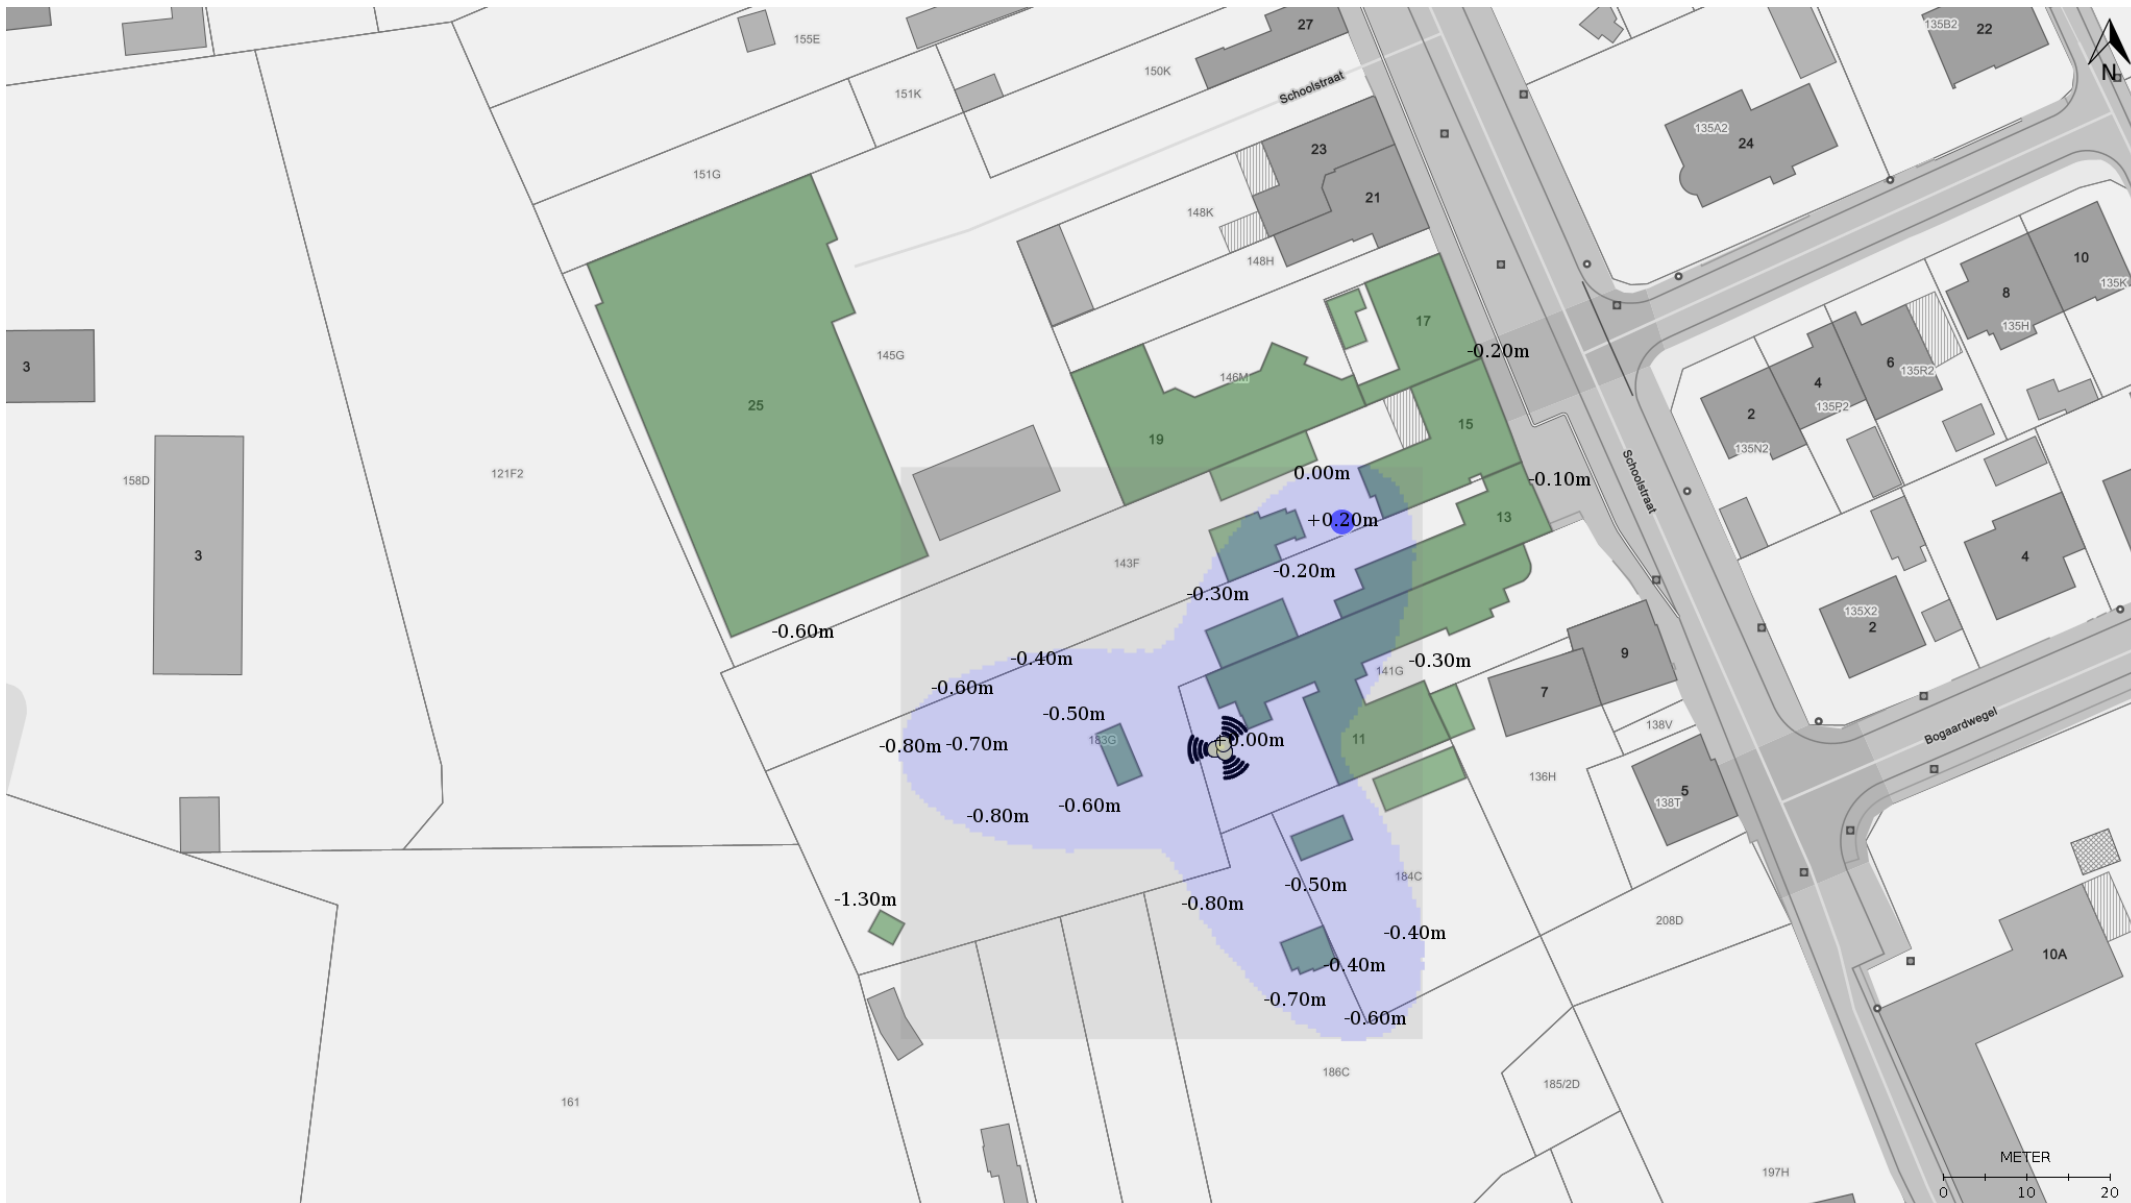 27
155E
150K
151K
Schoolstraat
135B2
22
N
135A2
24
23
151G
21
148K
148H
10
135K
8
135H
17
-0.20m
3
145G
6
135R2
4
135P2
146M
25
2
135N2
15
19
0.00m
-0.10m
158D
121F2
Schoolstraat
+0.20m
13
3
143F
-0.20m
-0.30m
4
135X2
2
-0.60m
-0.40m
-0.30m
9
141G
-0.60m
7
-0.50m
138V
183G
+0.00m
11
-0.80m
-0.70m
Bogaardwegel
136H
5
138T
-0.60m
-0.80m
-0.50m
184C
-1.30m
-0.80m
208D
-0.40m
10A
-0.40m
-0.70m
-0.60m
186C
185/2D
161
METER
197H
0 10 20